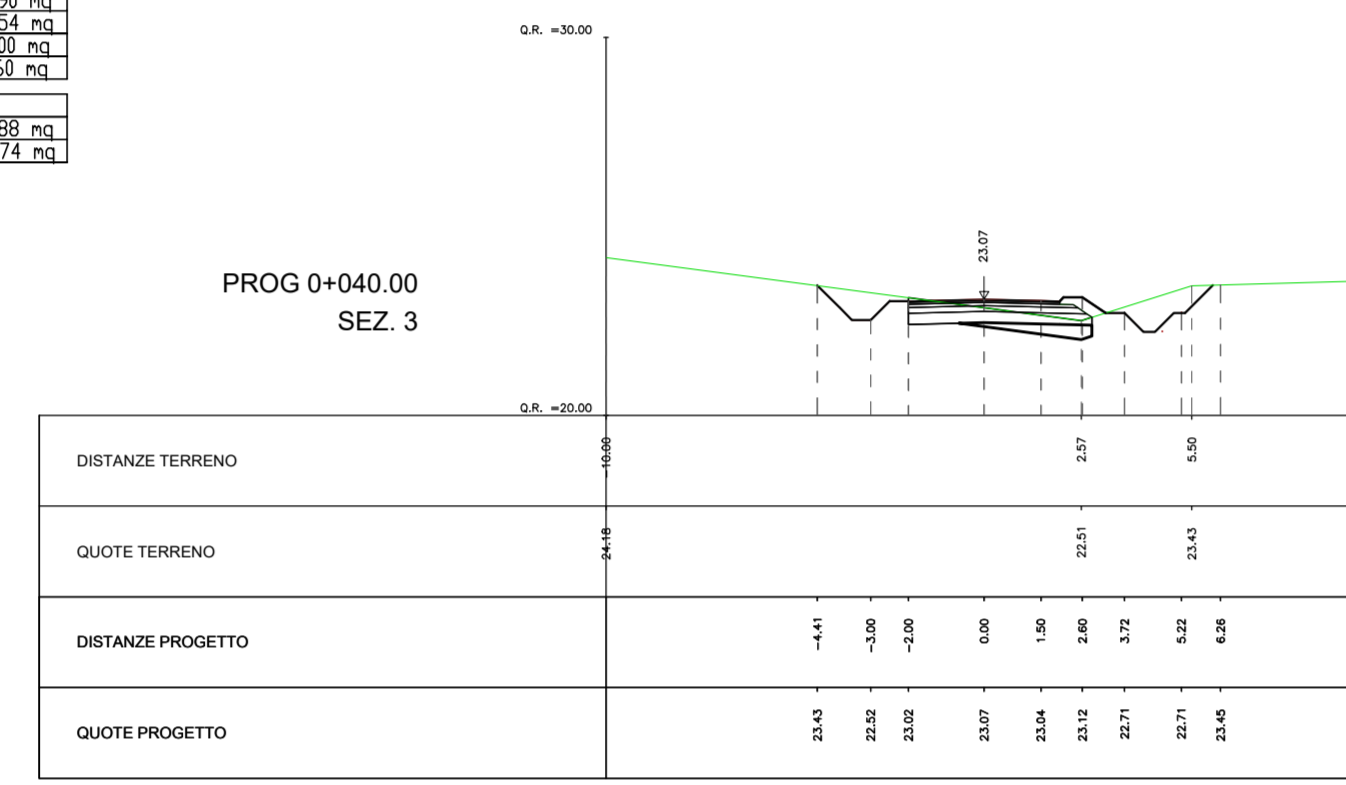 54 mq
00 mq
60 mq
88 mq
74 mq
Q.R. =30.00
23.07
PROG 0+040.00
SEZ. 3
Q.R. =20.00
DISTANZE TERRENO -10.00 2.57 5.50
QUOTE TERRENO 24.18 22.51 23.43
DISTANZE PROGETTO -4.41 -3.00 -2.00 0.00 1.50 2.60 3.72 5.22 6.26
QUOTE PROGETTO 23.43 22.52 23.02 23.07 23.04 23.12 22.71 22.71 23.45